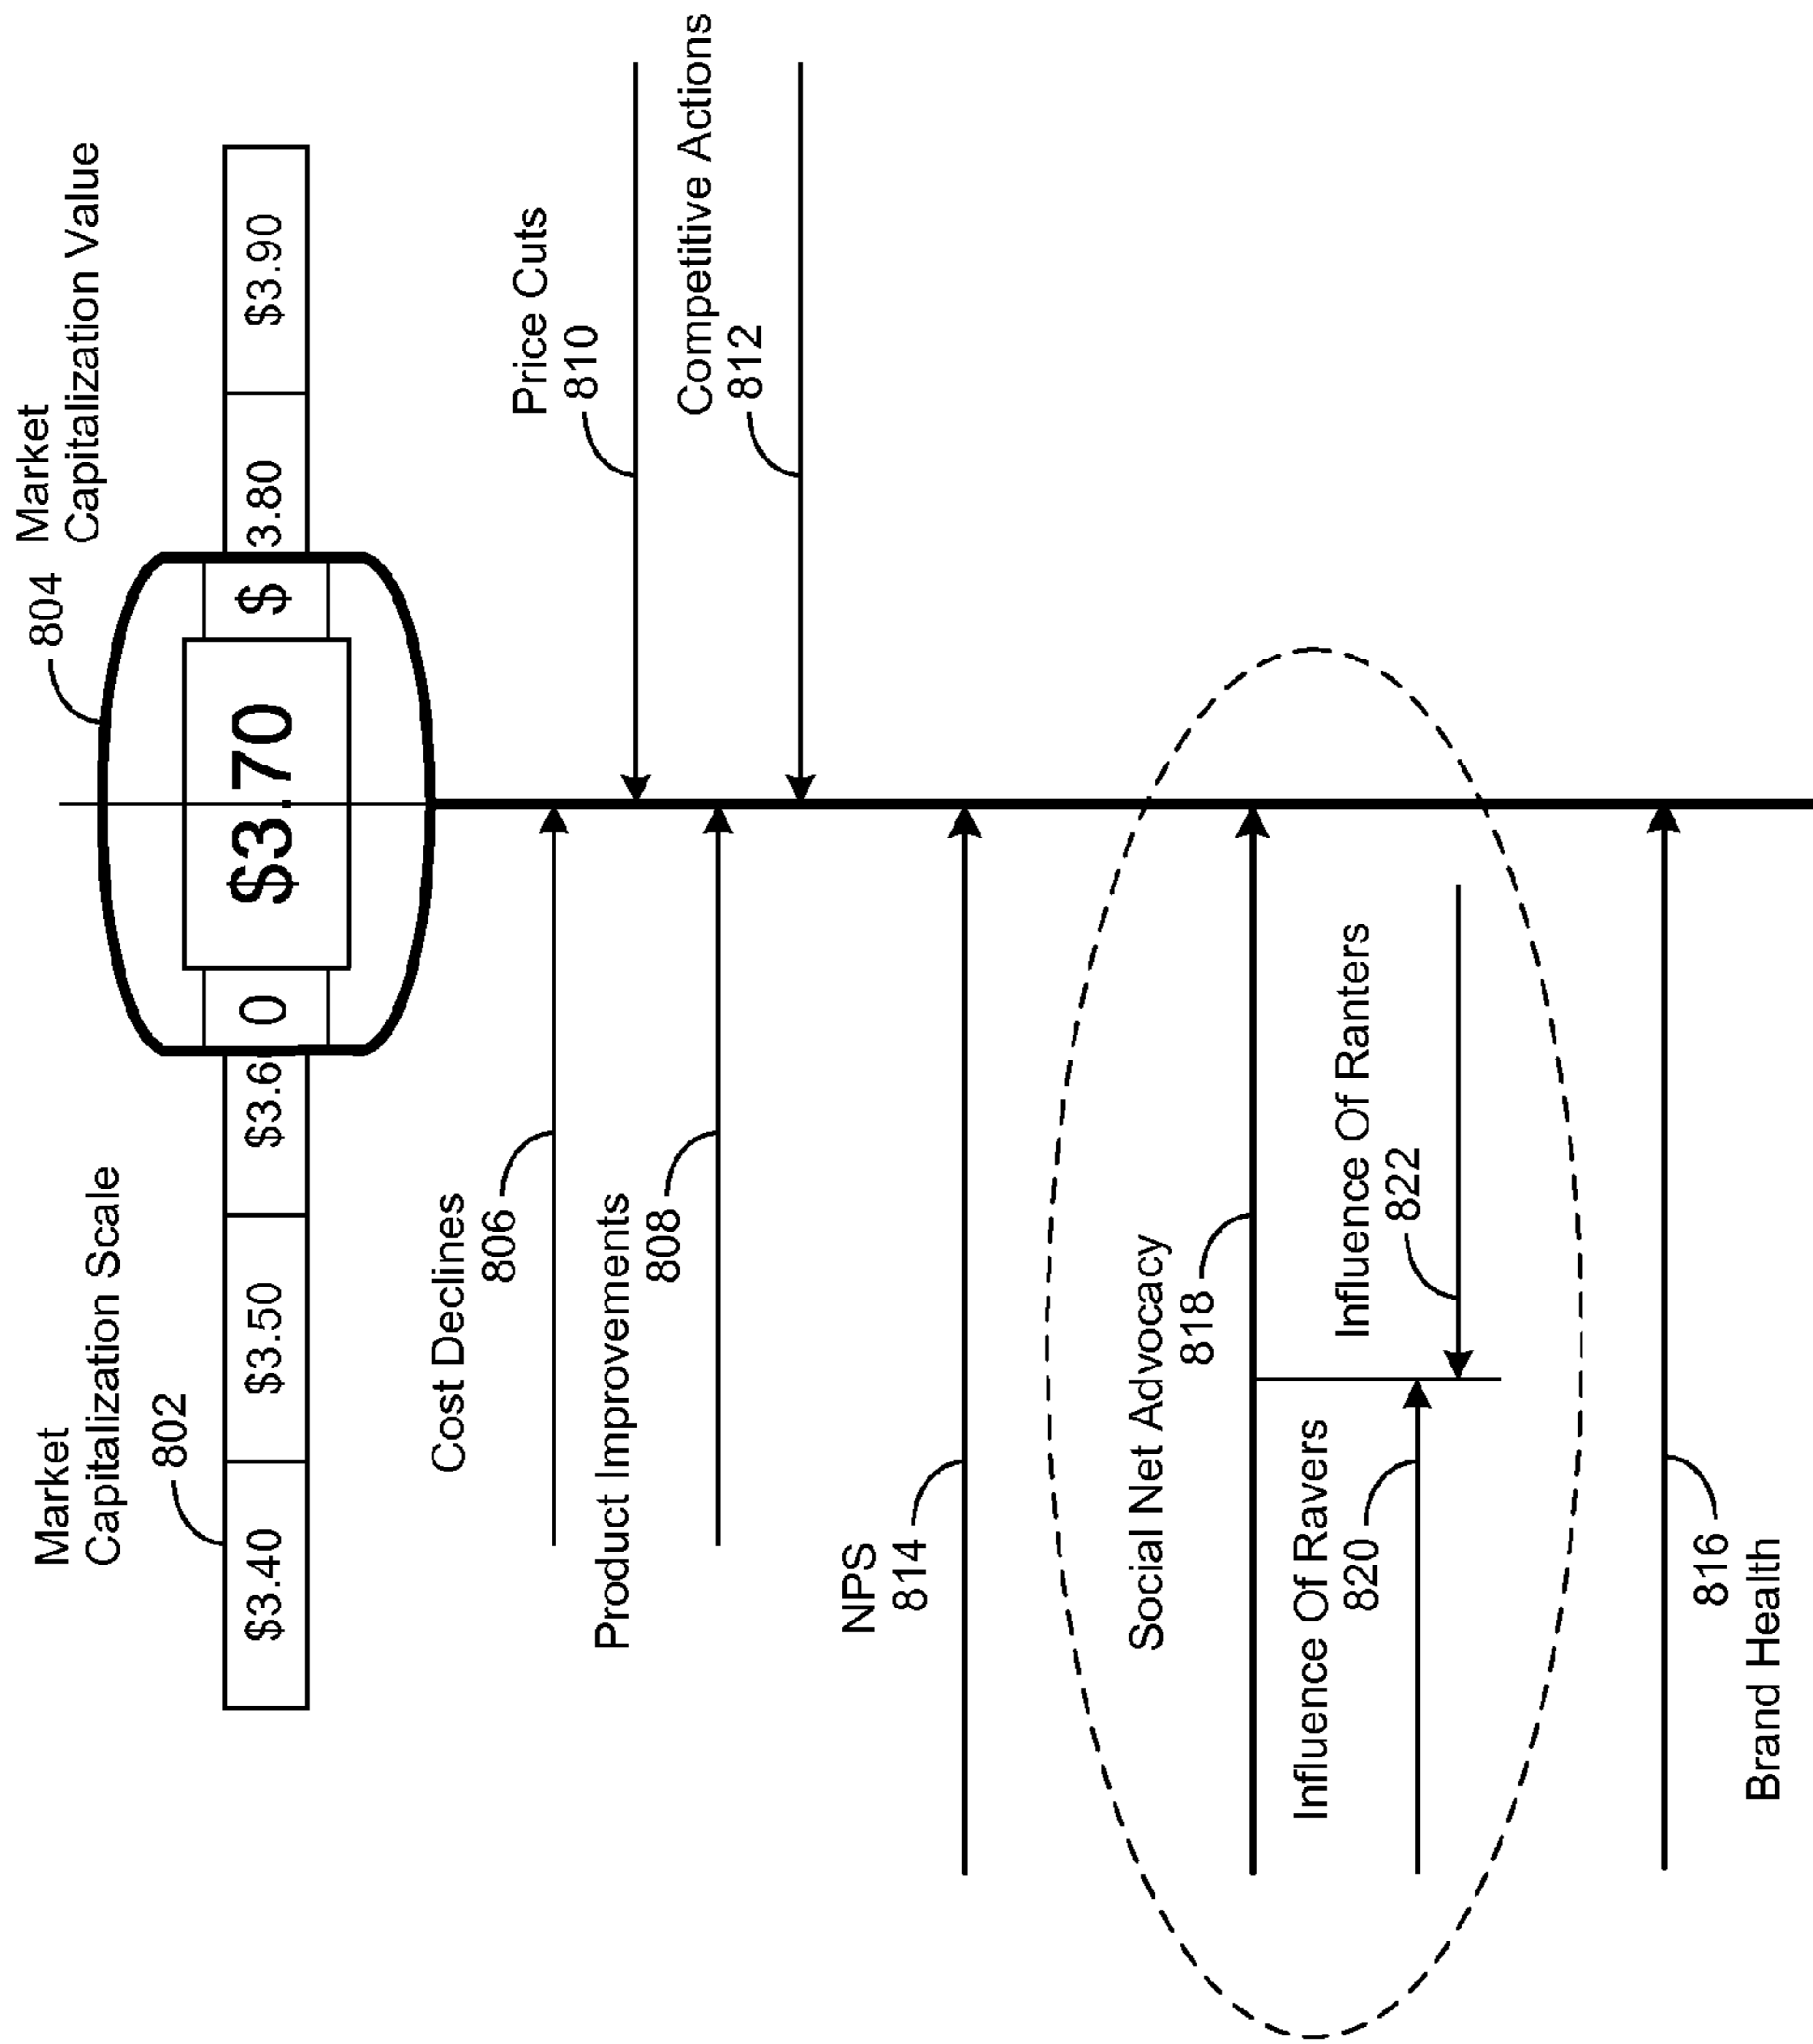 Market
Capitalization Scale
802
804
Market
Capitalization Value
$3.40
$3.50
$3.6
0
$3.70
$
3.80
$3.90
Cost Declines
806
Price Cuts
810
Product Improvements
808
Competitive Actions
812
NPS
814
Social Net Advocacy
818
Influence Of Ravers
820
Influence Of Ranters
822
816
Brand Health